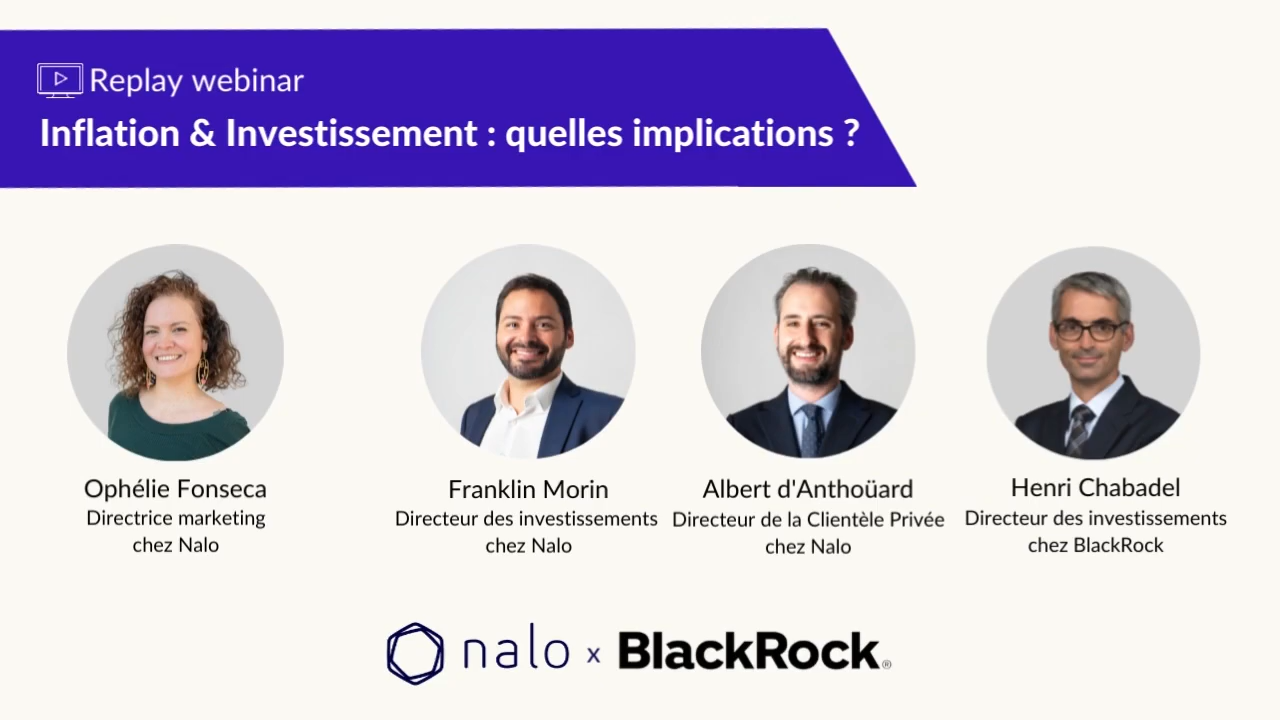 Replay webinar
Inflation & Investissement : quelles implications ?
Ophélie Fonseca
Directrice marketing
chez Nalo
Franklin Morin
Directeur des investissements
chez Nalo
Albert d'Anthoüard
Directeur de la Clientèle Privée
chez Nalo
Henri Chabadel
Directeur des investissements
chez BlackRock
nalo x BlackRock®